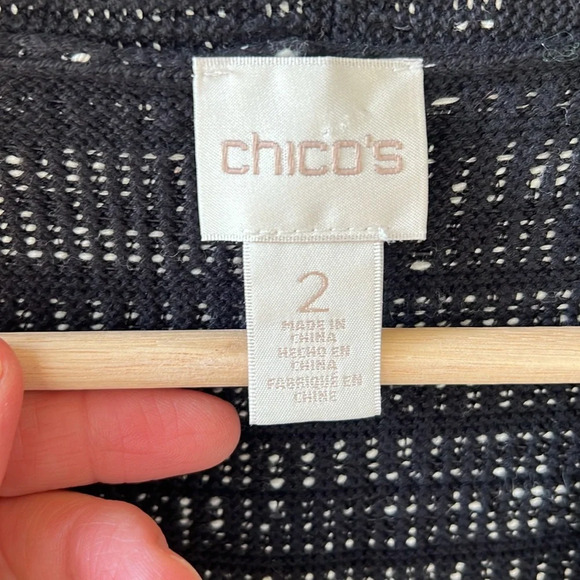 chico's
2
MADE IN
CHINA
HECHO EN
CHINA
FABRIQUÉ EN
CHINE